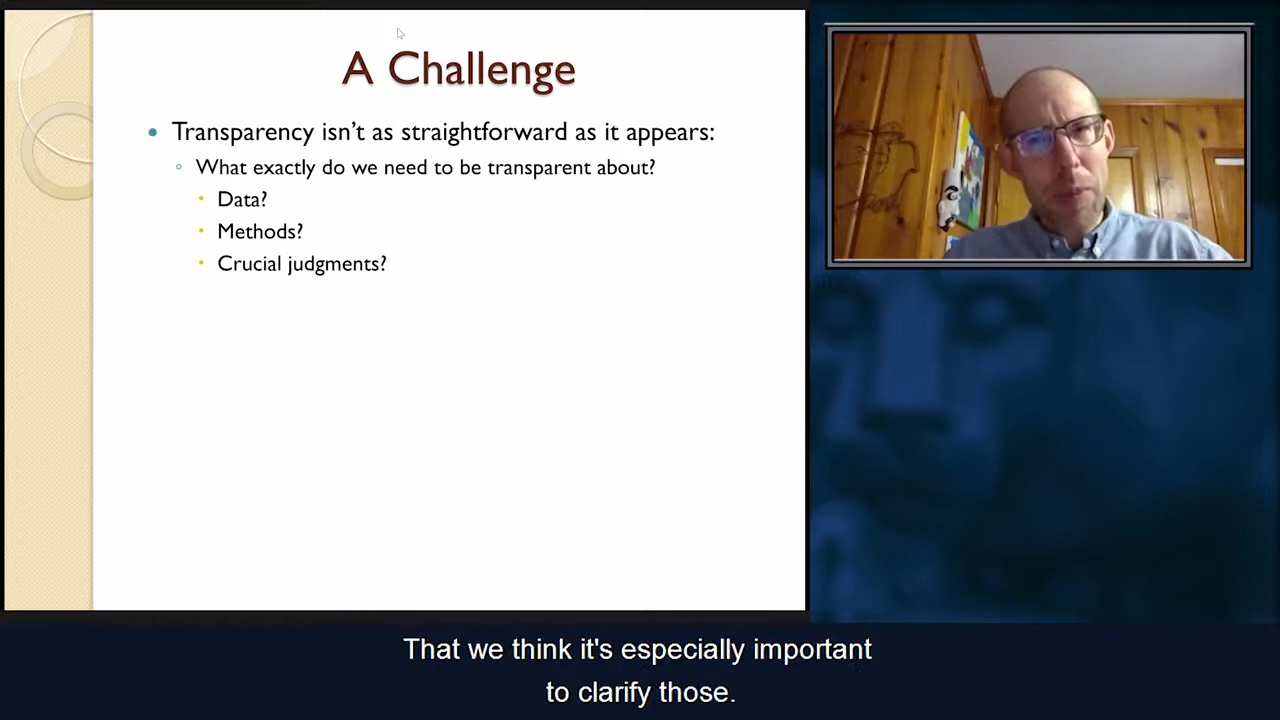 A Challenge
• Transparency isn't as straightforward as it appears:
◦ What exactly do we need to be transparent about?
• Data?
• Methods?
• Crucial judgments?
That we think it's especially important
to clarify those.